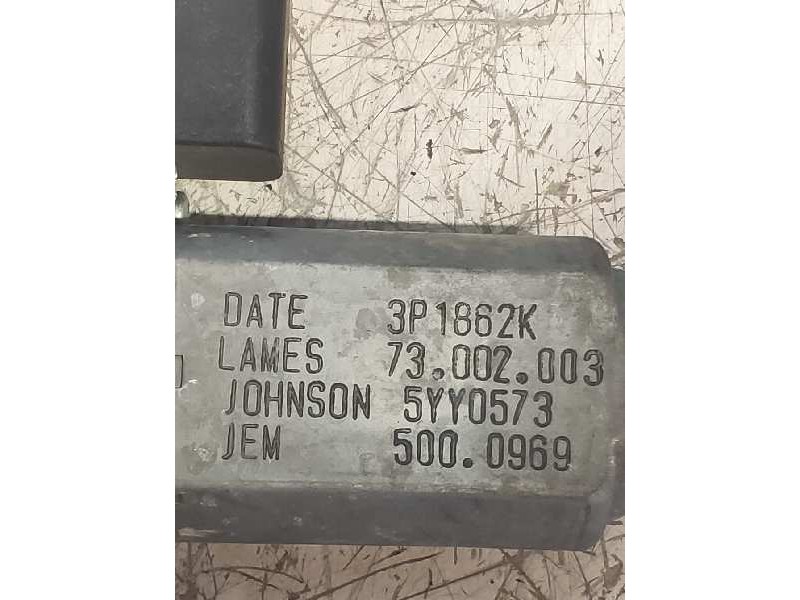 DATE 3P1862K
LAMES 73.002.003
JOHNSON 5YY0573
JEM 500.0969